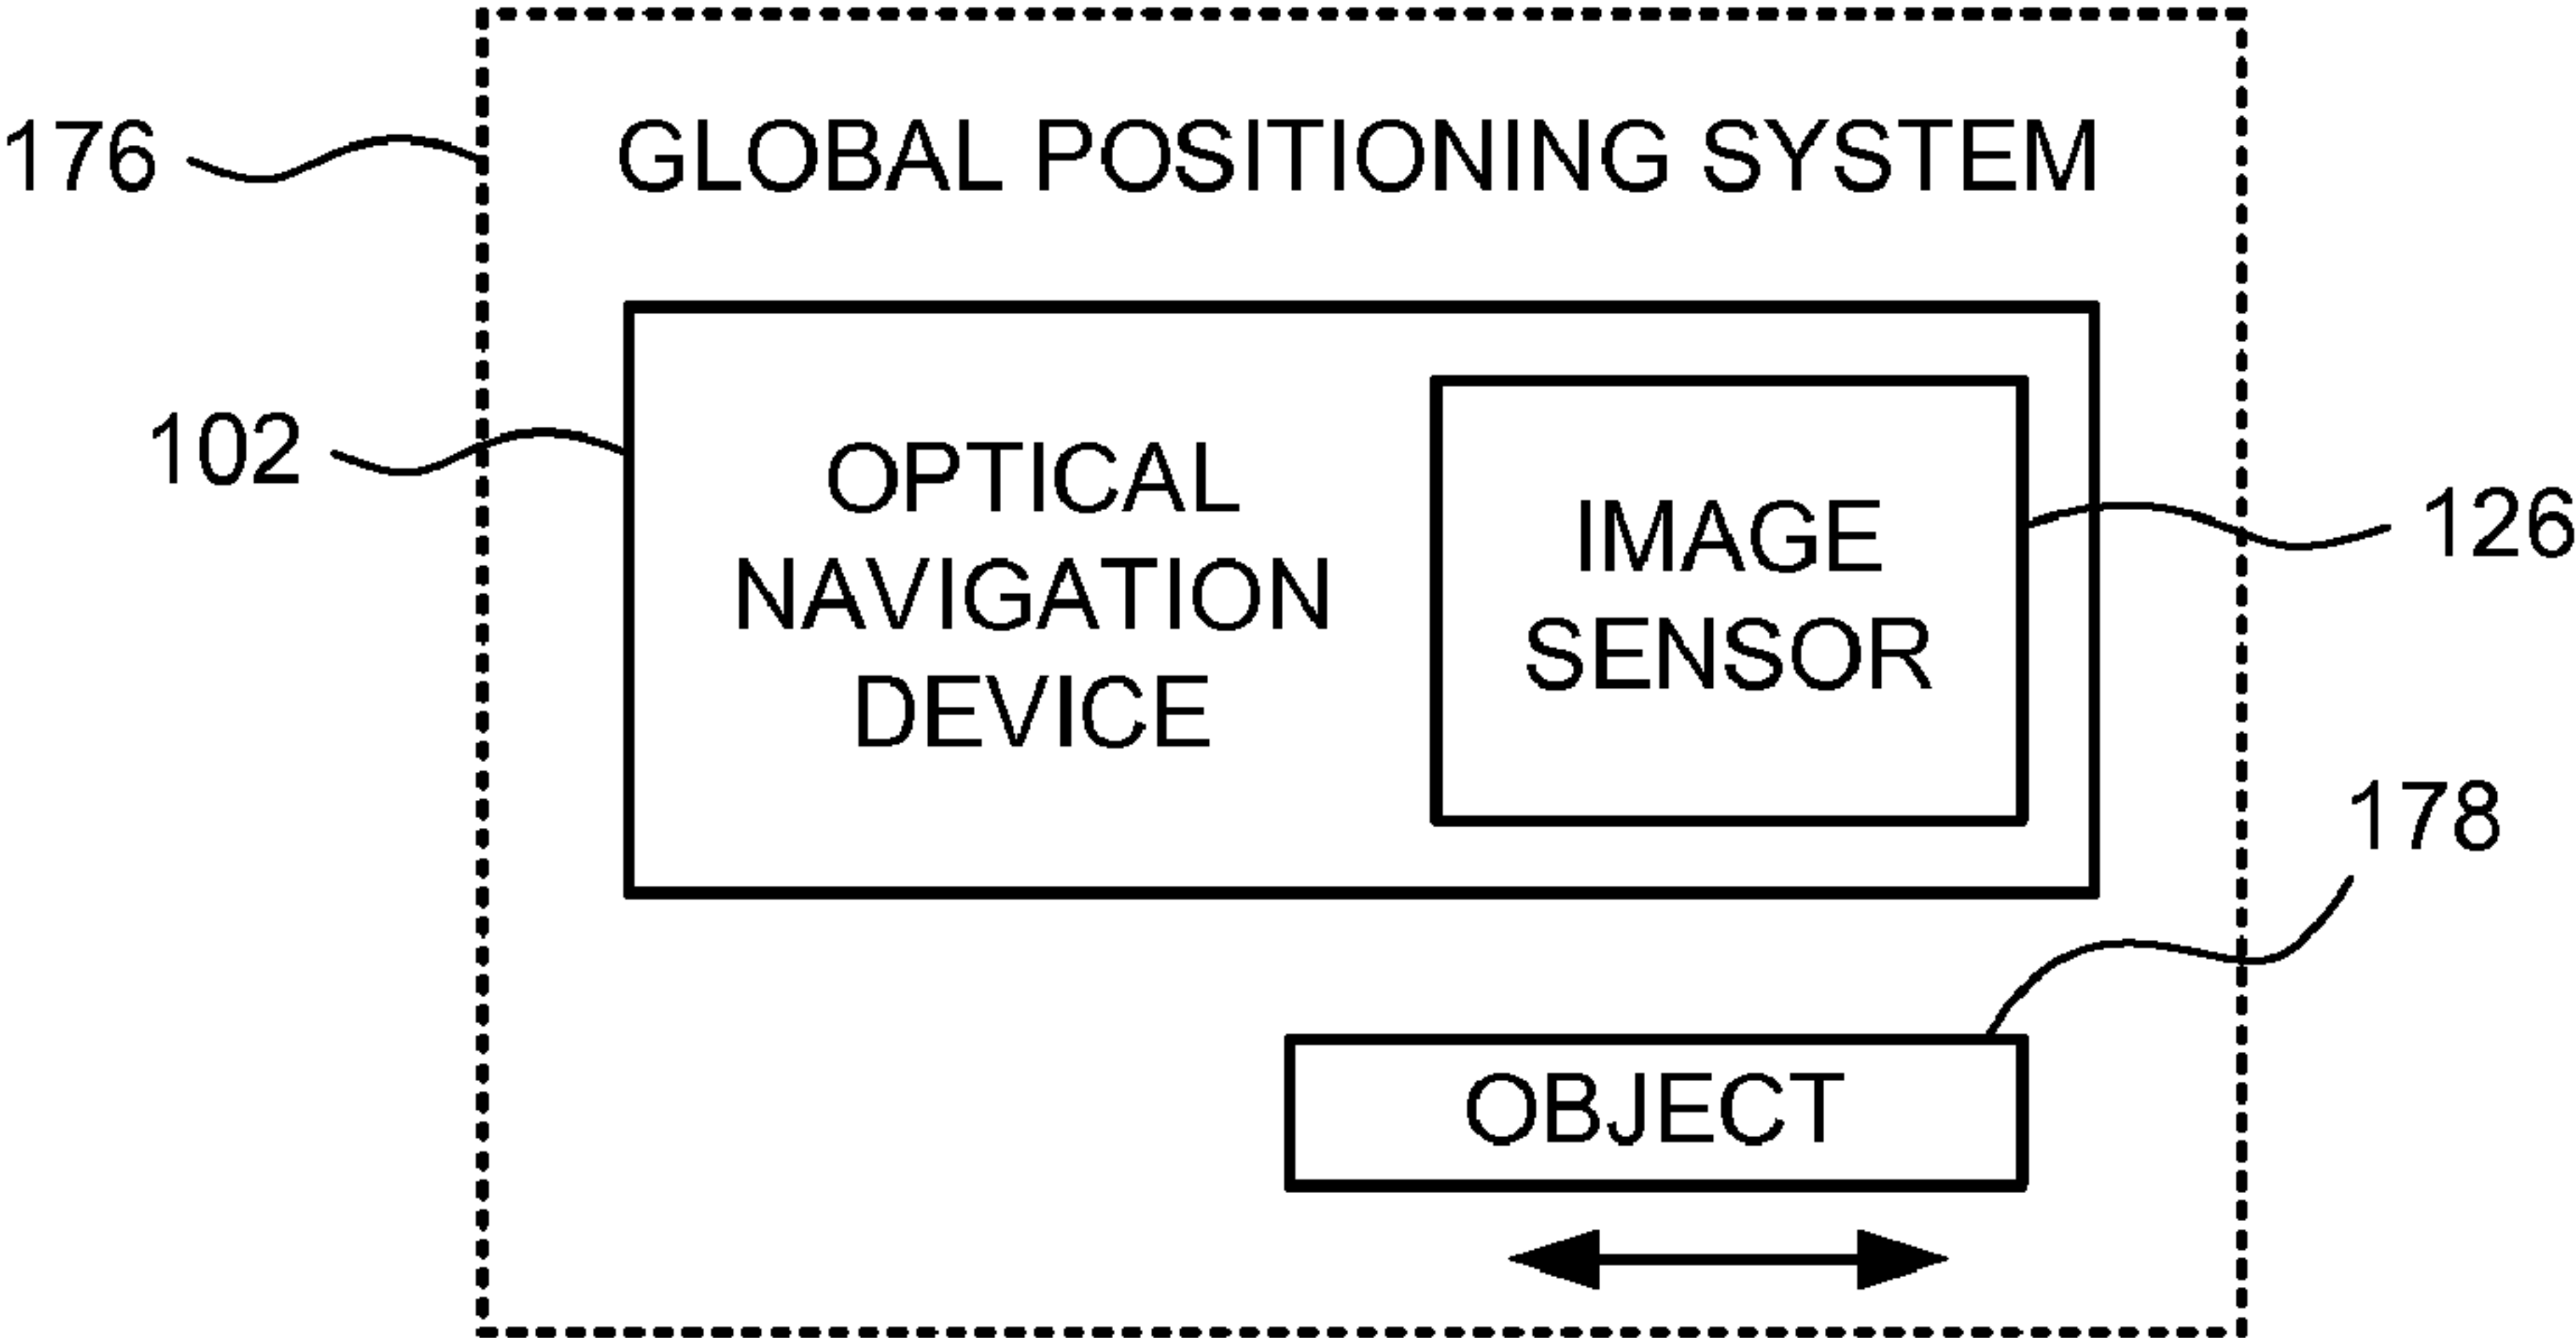 176
GLOBAL POSITIONING SYSTEM
102
OPTICAL
NAVIGATION
DEVICE
IMAGE
SENSOR
126
178
OBJECT